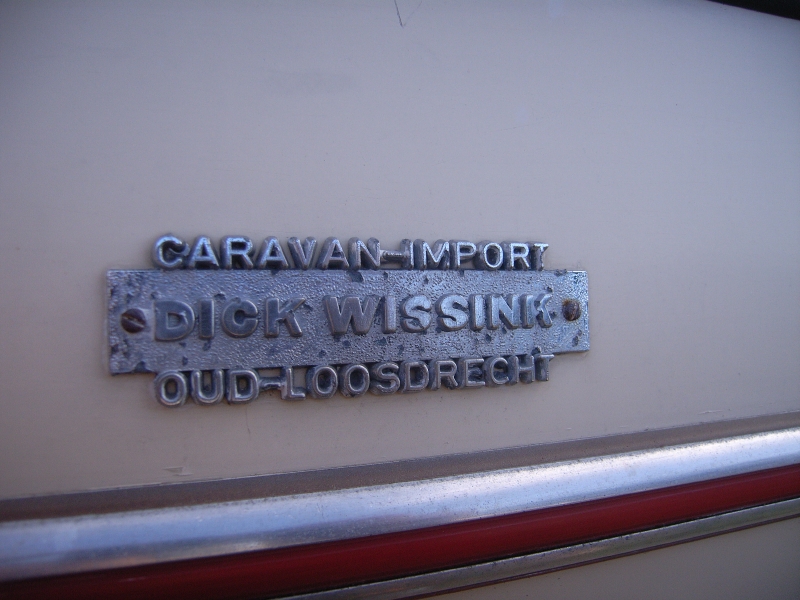 CARAVAN-IMPORT
DICK WISSINK
OUD-LOOSDRECHT